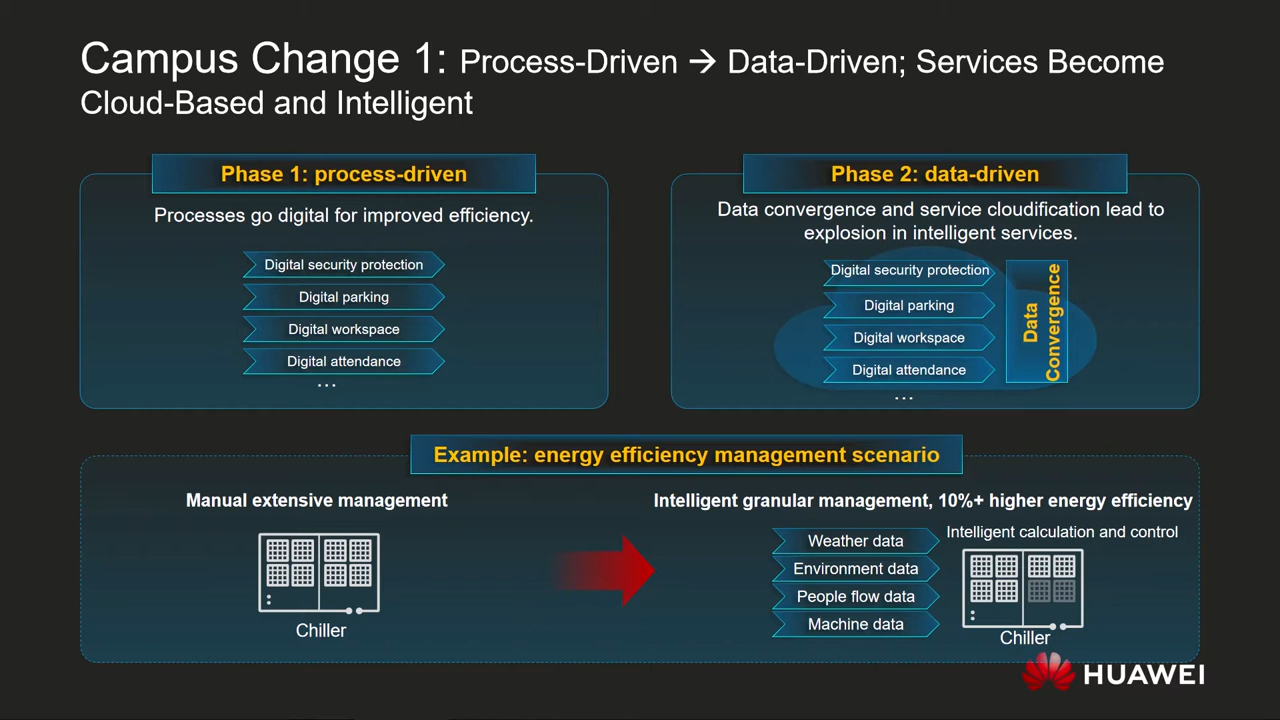 Campus Change 1: Process-Driven → Data-Driven; Services Become
Cloud-Based and Intelligent
Phase 1: process-driven
Processes go digital for improved efficiency.
Digital security protection
Digital parking
Digital workspace
Digital attendance
...
Phase 2: data-driven
Data convergence and service cloudification lead to
explosion in intelligent services.
Digital security protection
Digital parking
Digital workspace
Digital attendance
...
Data
Convergence
Example: energy efficiency management scenario
Manual extensive management
Chiller
Intelligent granular management, 10%+ higher energy efficiency
Weather data
Environment data
People flow data
Machine data
Intelligent calculation and control
Chiller
HUAWEI